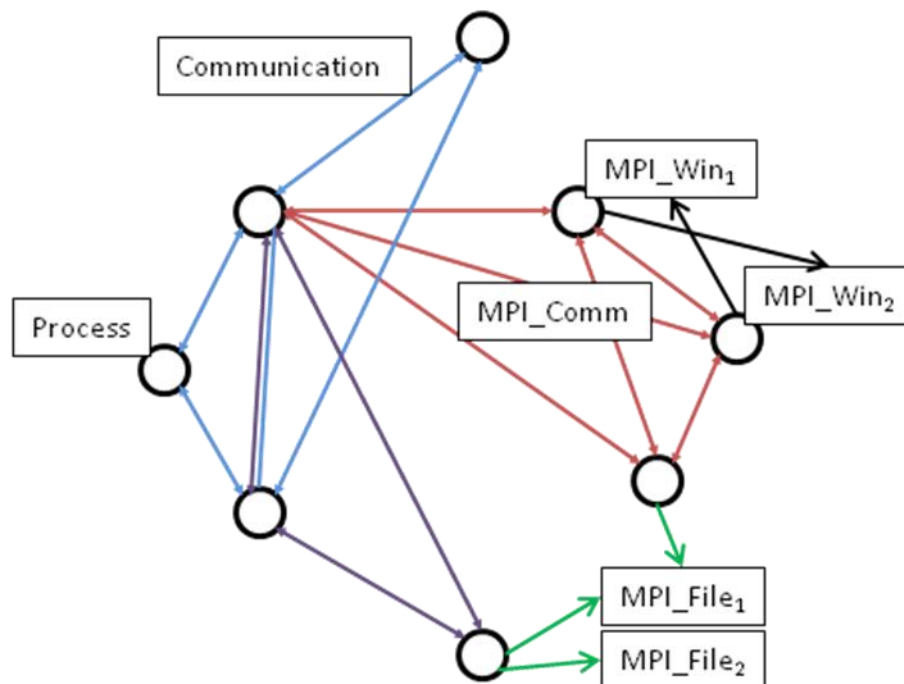 Communication
MPI_Win₁
MPI_Win₂
MPI_Comm
Process
MPI_File₁
MPI_File₂